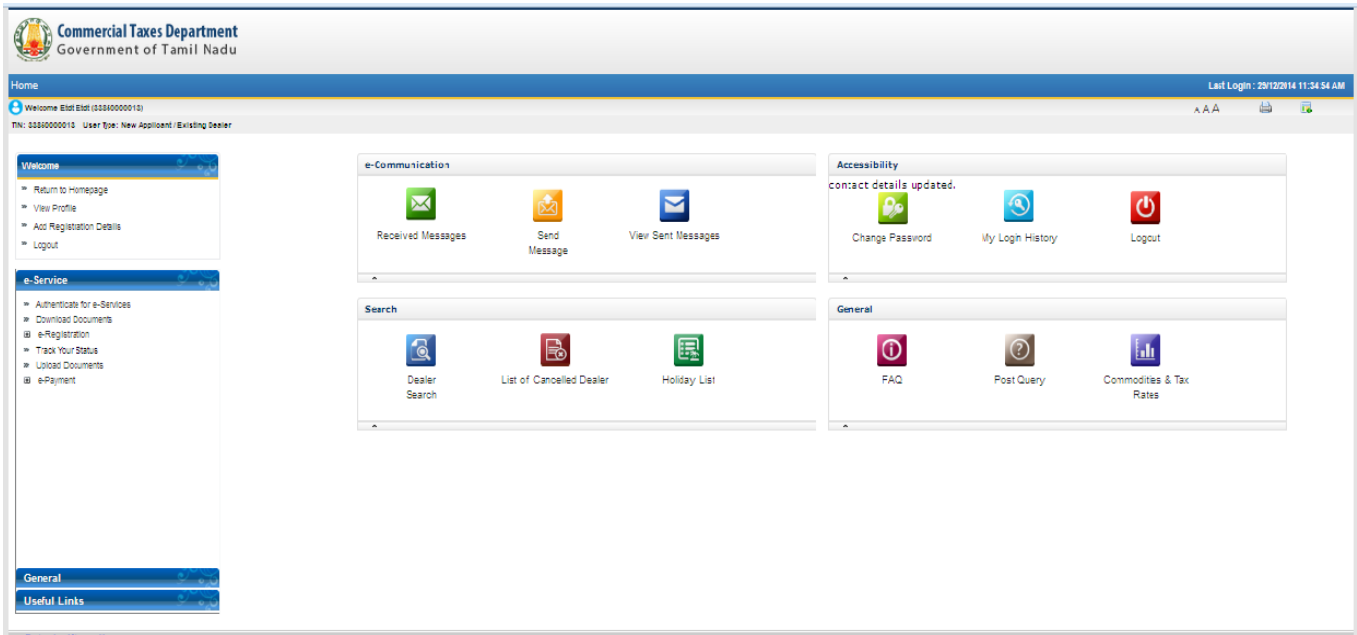 Commercial Taxes Department
Government of Tamil Nadu
Home
Last Login : 29/12/2014 11:34:54 AM
Welcome Etdt Etdt (33860000013)
A A A
TIN: 33860000013 User Type: New Applicant / Existing Dealer
Welcome
Return to Homepage
View Profile
Add Registration Details
Logout
e-Service
Authenticate for e-Services
Download Documents
e-Registration
Track Your Status
Upload Documents
e-Payment
General
Useful Links
e-Communication
Received Messages
Send
Message
View Sent Messages
Accessibility
contact details updated.
Change Password
My Login History
Logout
Search
Dealer
Search
List of Cancelled Dealer
Holiday List
General
FAQ
Post Query
Commodities & Tax
Rates